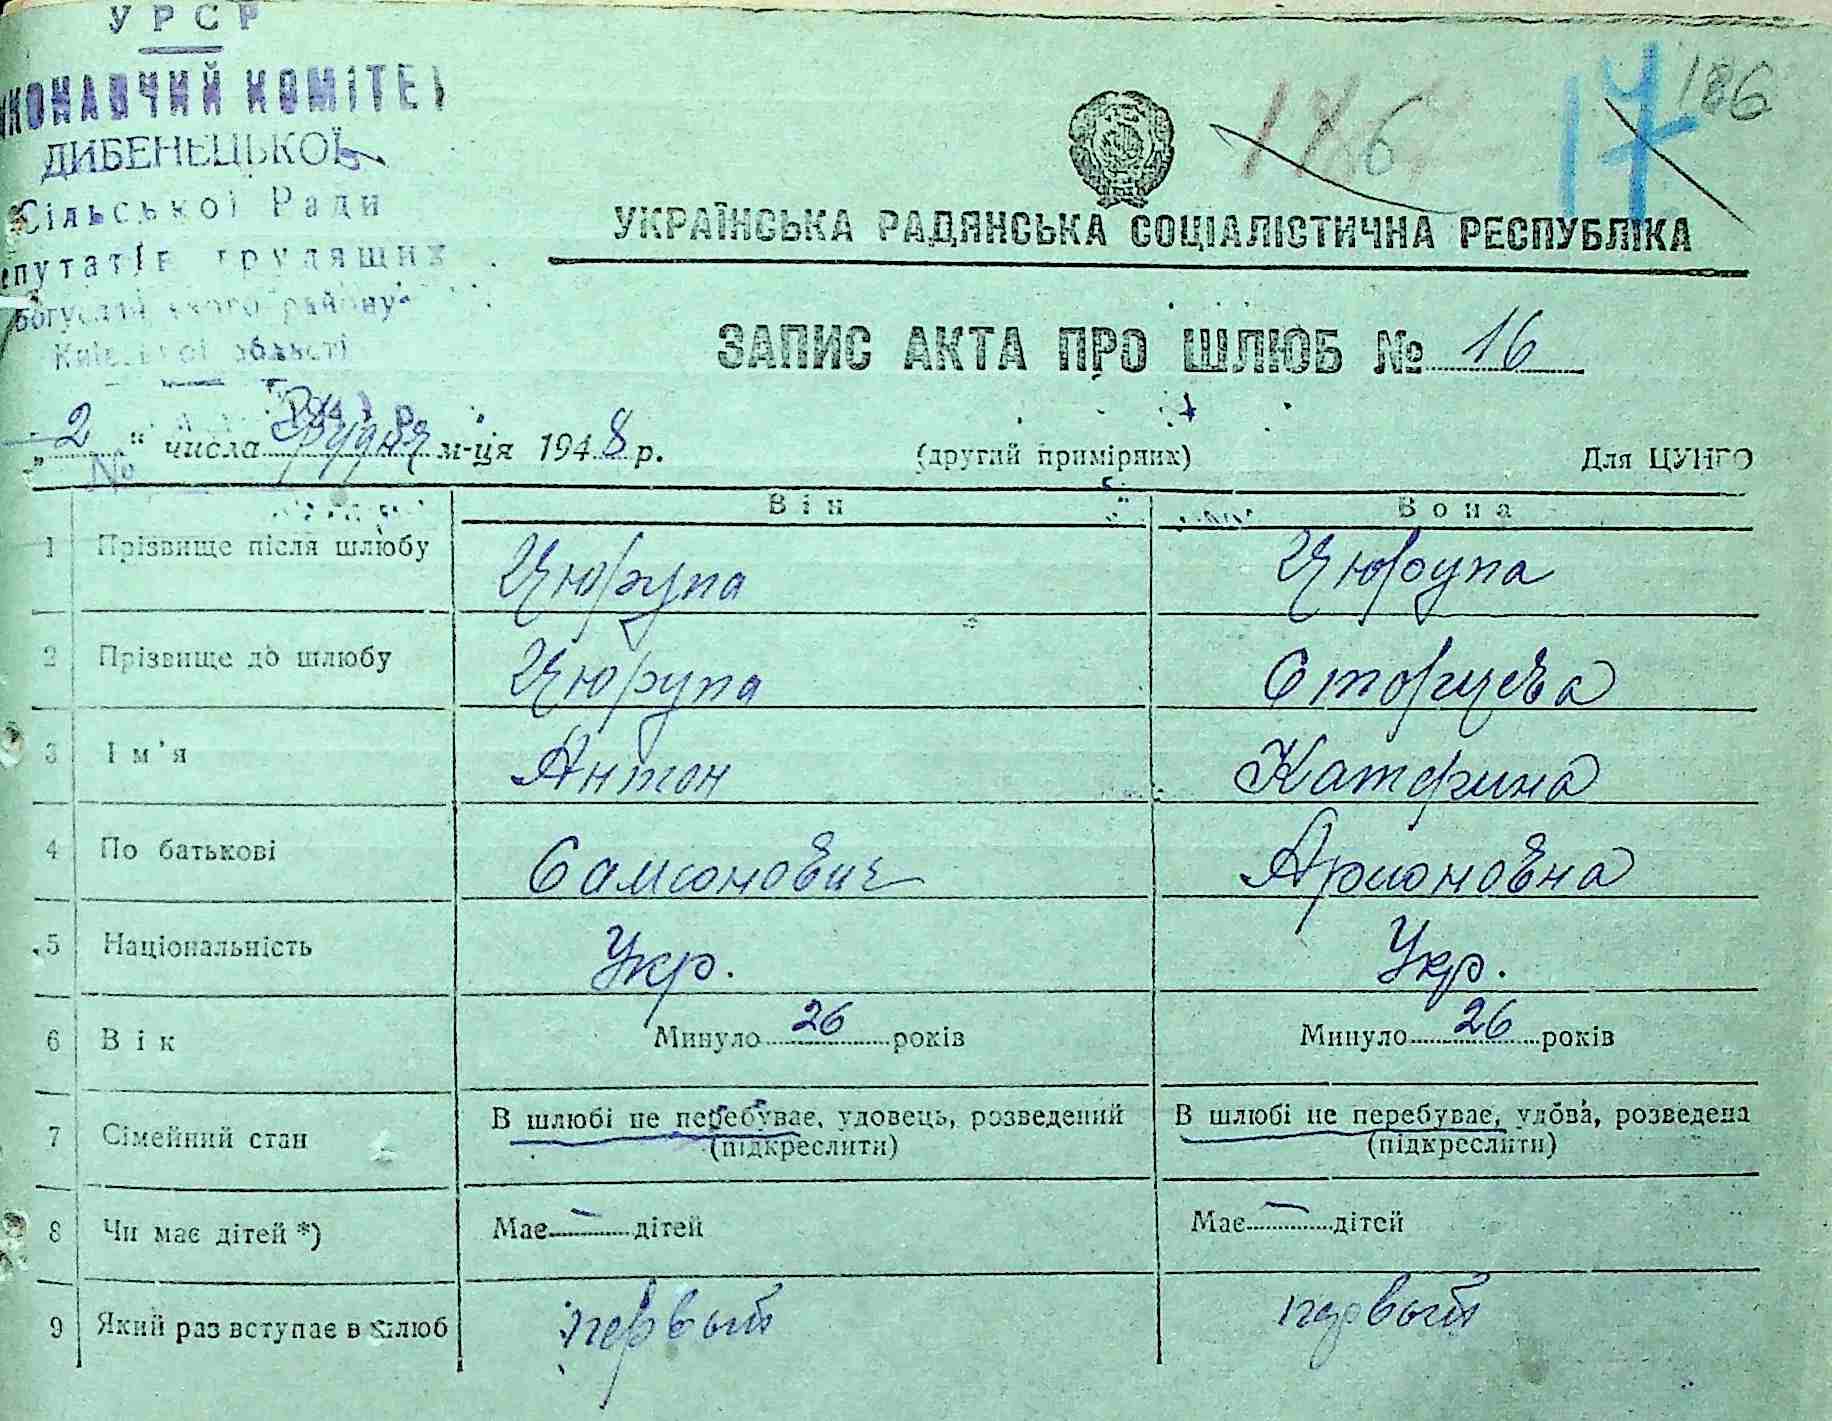 УРСР
ВИКОНАВЧИЙ КОМІТЕТ
ДИБЕНЕЦЬКОЇ
Сільської Ради
депутатів трудящих
Богуславського району
Київської області
176 17 186
УКРАЇНСЬКА РАДЯНСЬКА СОЦІАЛІСТИЧНА РЕСПУБЛІКА
ЗАПИС АКТА ПРО ШЛЮБ № 16
„2“ числа Грудня м-ця 1948 р. (другий примірник) Для ЦУНГО
№
Він Вона
1 Прізвище після шлюбу Цюрупа Цюрупа
2 Прізвище до шлюбу Цюрупа
3 Ім'я Антон Катерина
4 По батькові Самсонович Арионовна
5 Національність Укр. Укр.
6 Вік Минуло 26 років Минуло 26 років
7 Сімейний стан В шлюбі не перебуває, удовець, розведений (підкреслити) В шлюбі не перебуває, удова, розведена (підкреслити)
8 Чи має дітей *) Має — дітей Має — дітей
9 Який раз вступає в шлюб первый первый